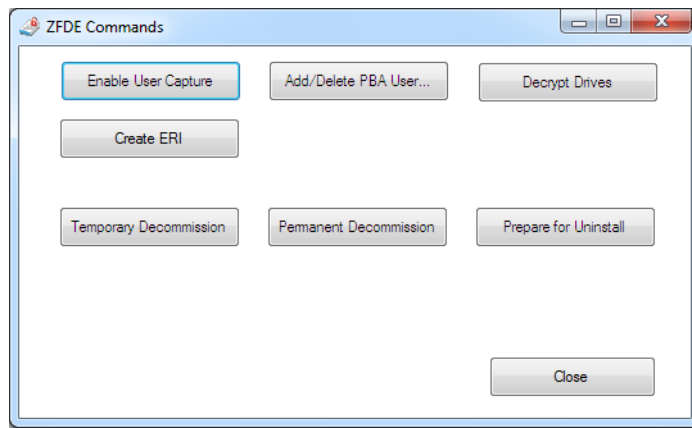 ZFDE Commands
Enable User Capture
Add/Delete PBA User...
Decrypt Drives
Create ERI
Temporary Decommission
Permanent Decommission
Prepare for Uninstall
Close